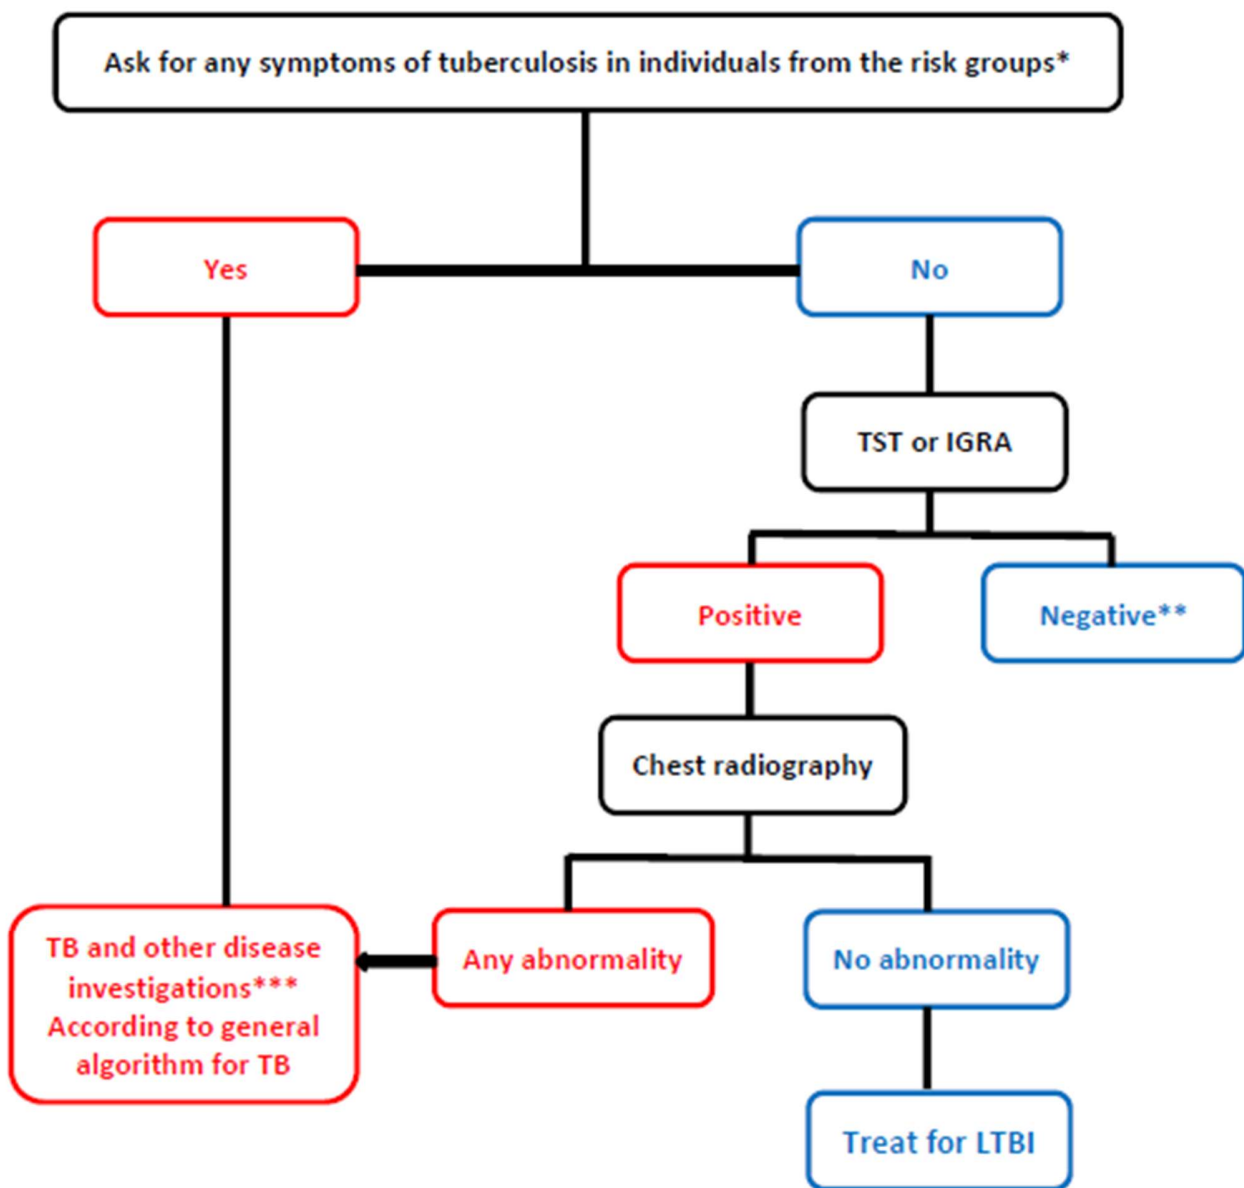 Ask for any symptoms of tuberculosis in individuals from the risk groups*
Yes
No
TST or IGRA
Positive
Negative**
Chest radiography
TB and other disease
investigations***
According to general
algorithm for TB
Any abnormality
No abnormality
Treat for LTBI